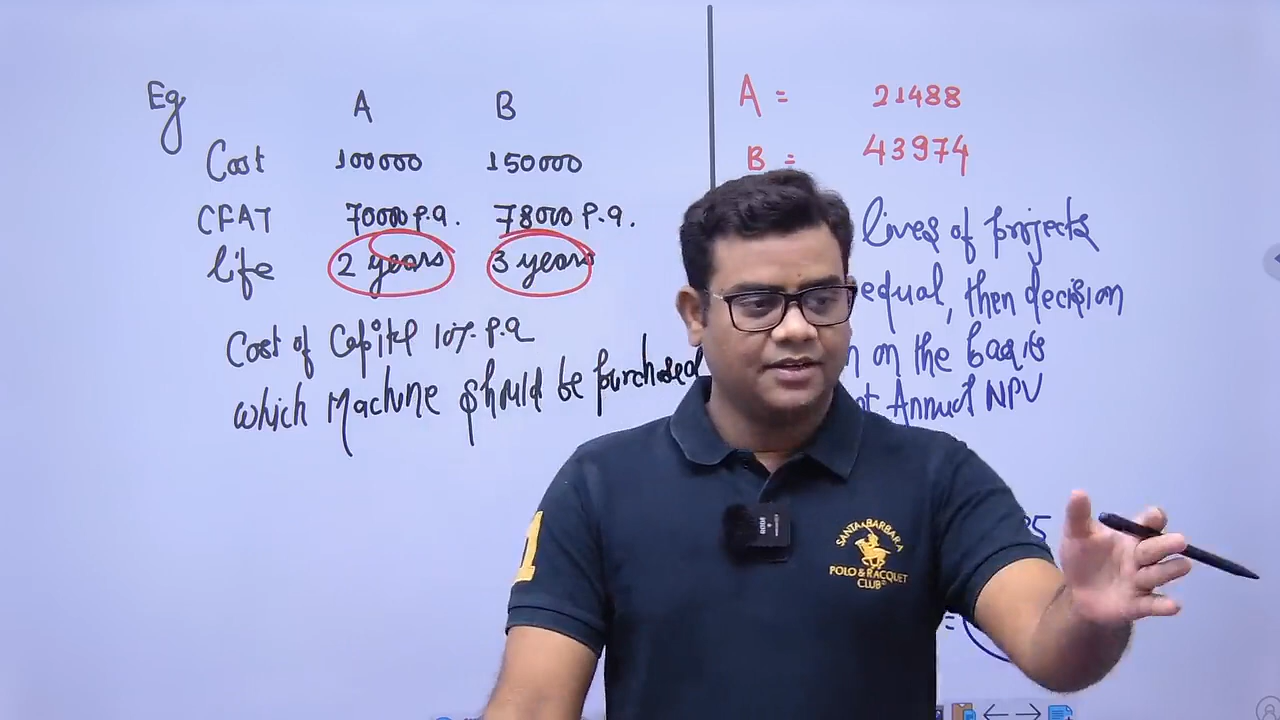 Eg
A B
Cost 100000 150000
CFAT 70000 P.a. 78000 P.a.
life 2 years 3 years
Cost of Capital 10% P.a
which Machine should be purchased
A = 21488
B = 43974
lives of projects
equal, then decision
on the basis
Annual NPV
SANTA BARBARA
POLO & RACQUET
CLUB
1